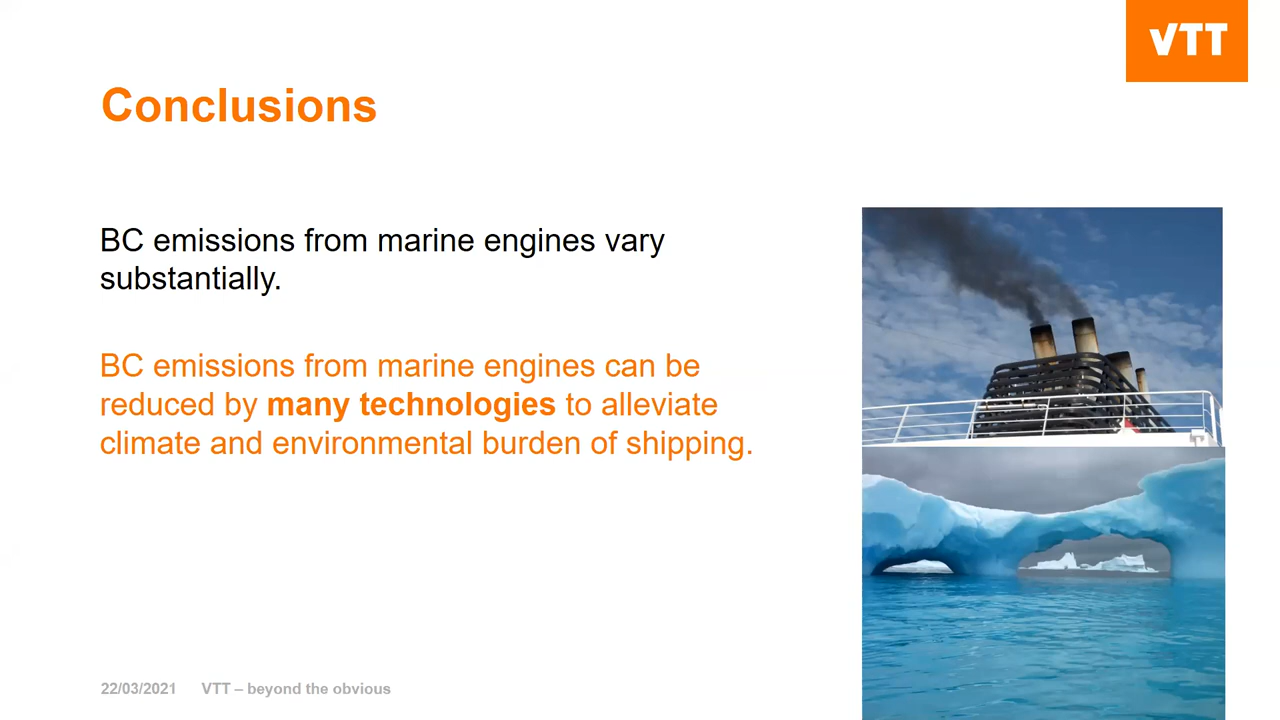 VTT
Conclusions
BC emissions from marine engines vary
substantially.
BC emissions from marine engines can be
reduced by many technologies to alleviate
climate and environmental burden of shipping.
22/03/2021 VTT – beyond the obvious